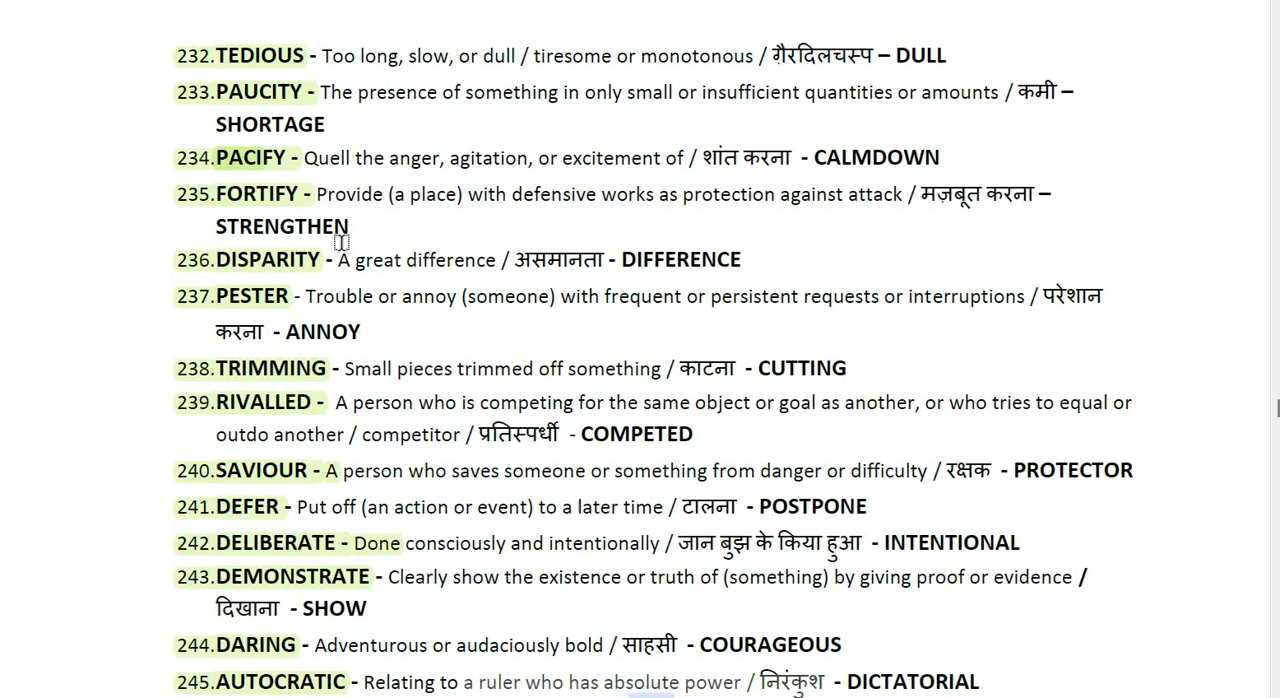 232.TEDIOUS - Too long, slow, or dull / tiresome or monotonous / ग़ैरदिलचस्प – DULL
233.PAUCITY - The presence of something in only small or insufficient quantities or amounts / कमी –
SHORTAGE
234.PACIFY - Quell the anger, agitation, or excitement of / शांत करना - CALMDOWN
235.FORTIFY - Provide (a place) with defensive works as protection against attack / मज़बूत करना –
STRENGTHEN
236.DISPARITY - A great difference / असमानता - DIFFERENCE
237.PESTER - Trouble or annoy (someone) with frequent or persistent requests or interruptions / परेशान
करना - ANNOY
238.TRIMMING - Small pieces trimmed off something / काटना - CUTTING
239.RIVALLED - A person who is competing for the same object or goal as another, or who tries to equal or
outdo another / competitor / प्रतिस्पर्धी - COMPETED
240.SAVIOUR - A person who saves someone or something from danger or difficulty / रक्षक - PROTECTOR
241.DEFER - Put off (an action or event) to a later time / टालना - POSTPONE
242.DELIBERATE - Done consciously and intentionally / जान बुझ के किया हुआ - INTENTIONAL
243.DEMONSTRATE - Clearly show the existence or truth of (something) by giving proof or evidence /
दिखाना - SHOW
244.DARING - Adventurous or audaciously bold / साहसी - COURAGEOUS
245.AUTOCRATIC - Relating to a ruler who has absolute power / निरंकुश - DICTATORIAL